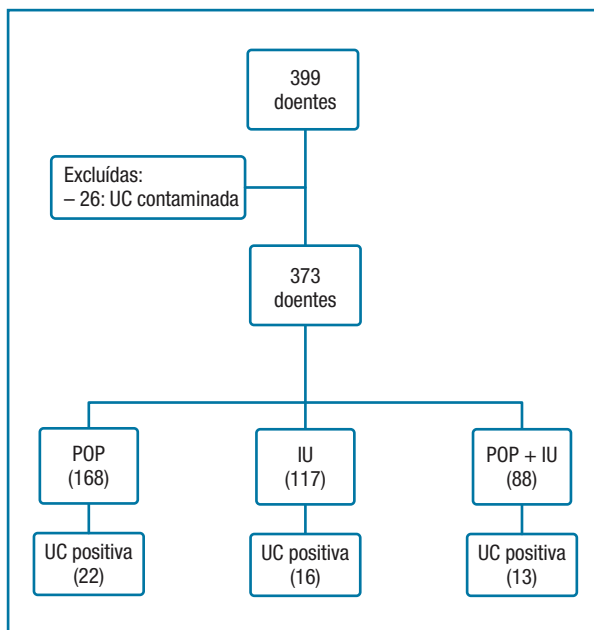 399
doentes
Excluídas:
– 26: UC contaminada
373
doentes
POP
(168)
IU
(117)
POP + IU
(88)
UC positiva
(22)
UC positiva
(16)
UC positiva
(13)